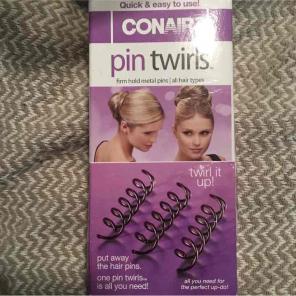 Quick & easy to use!
CONAIR
pin twirls
firm hold metal pins | all hair types
twirl it
up!
put away
the hair pins.
one pin twirls™
is all you need!
all you need for
the perfect up-do!